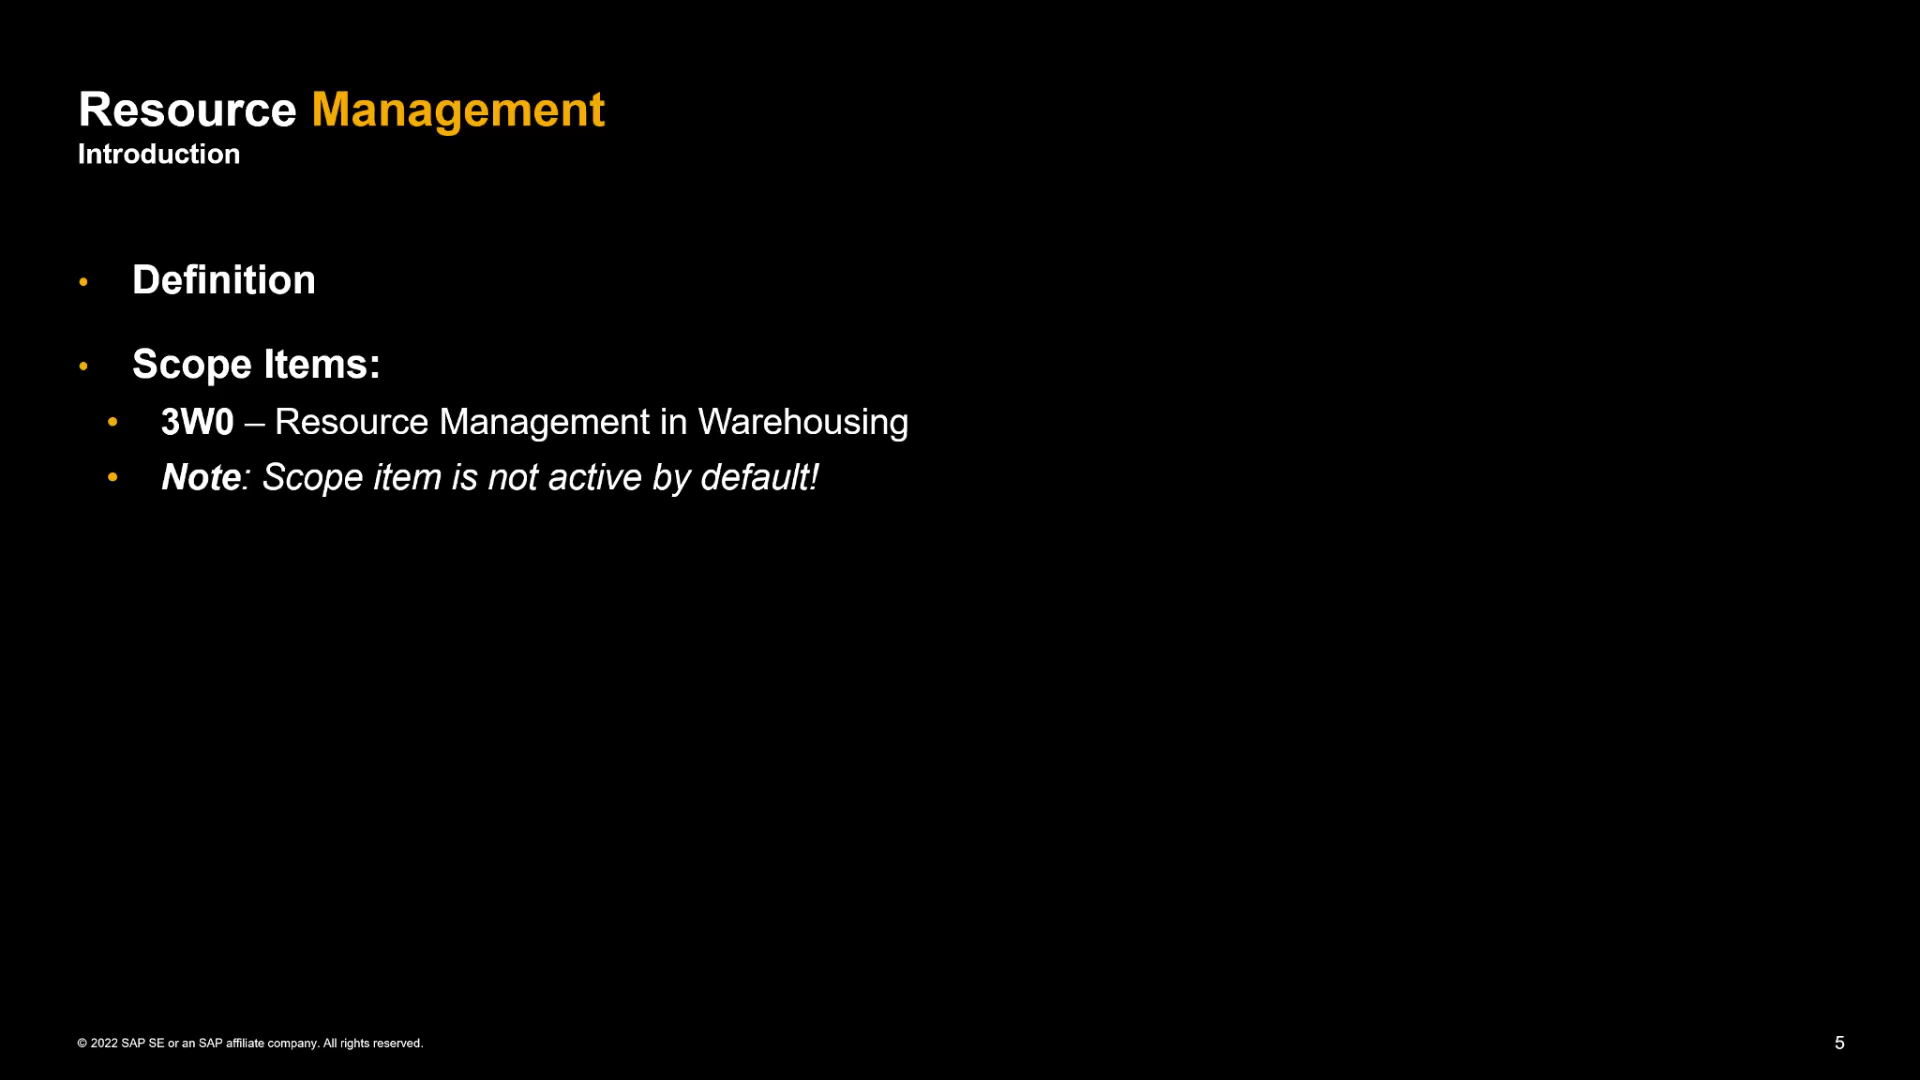 Resource Management
Introduction
• Definition
• Scope Items:
• 3W0 – Resource Management in Warehousing
• Note: Scope item is not active by default!
© 2022 SAP SE or an SAP affiliate company. All rights reserved.
5